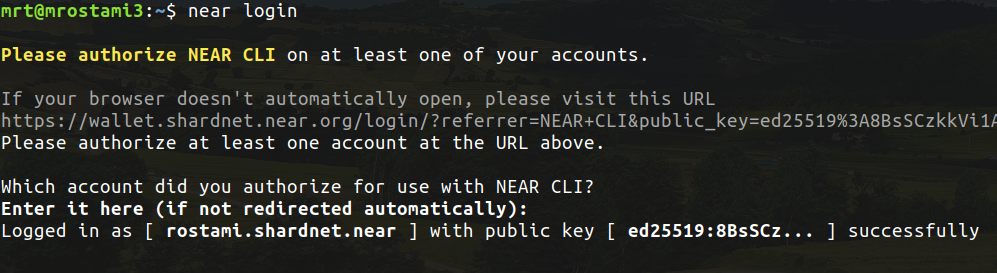 mrt@mrostami3:~$ near login
Please authorize NEAR CLI on at least one of your accounts.
If your browser doesn't automatically open, please visit this URL
https://wallet.shardnet.near.org/login/?referrer=NEAR+CLI&public_key=ed25519%3A8BsSCzkkVi1A
Please authorize at least one account at the URL above.
Which account did you authorize for use with NEAR CLI?
Enter it here (if not redirected automatically):
Logged in as [ rostami.shardnet.near ] with public key [ ed25519:8BsSCz... ] successfully